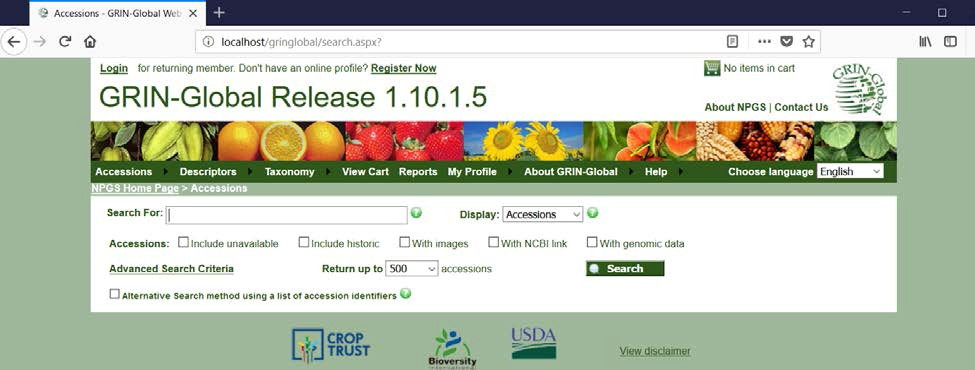 Accessions - GRIN-Global Web
localhost/gringlobal/search.aspx?
Login for returning member. Don't have an online profile? Register Now
No items in cart
GRIN-Global
GRIN-Global Release 1.10.1.5
About NPGS | Contact Us
Accessions Descriptors Taxonomy View Cart Reports My Profile About GRIN-Global Help Choose language English
NPGS Home Page > Accessions
Search For: ? Display: Accessions ?
Accessions: Include unavailable Include historic With images With NCBI link With genomic data
Advanced Search Criteria Return up to 500 accessions Search
Alternative Search method using a list of accession identifiers ?
CROP TRUST
Bioversity International
USDA
View disclaimer